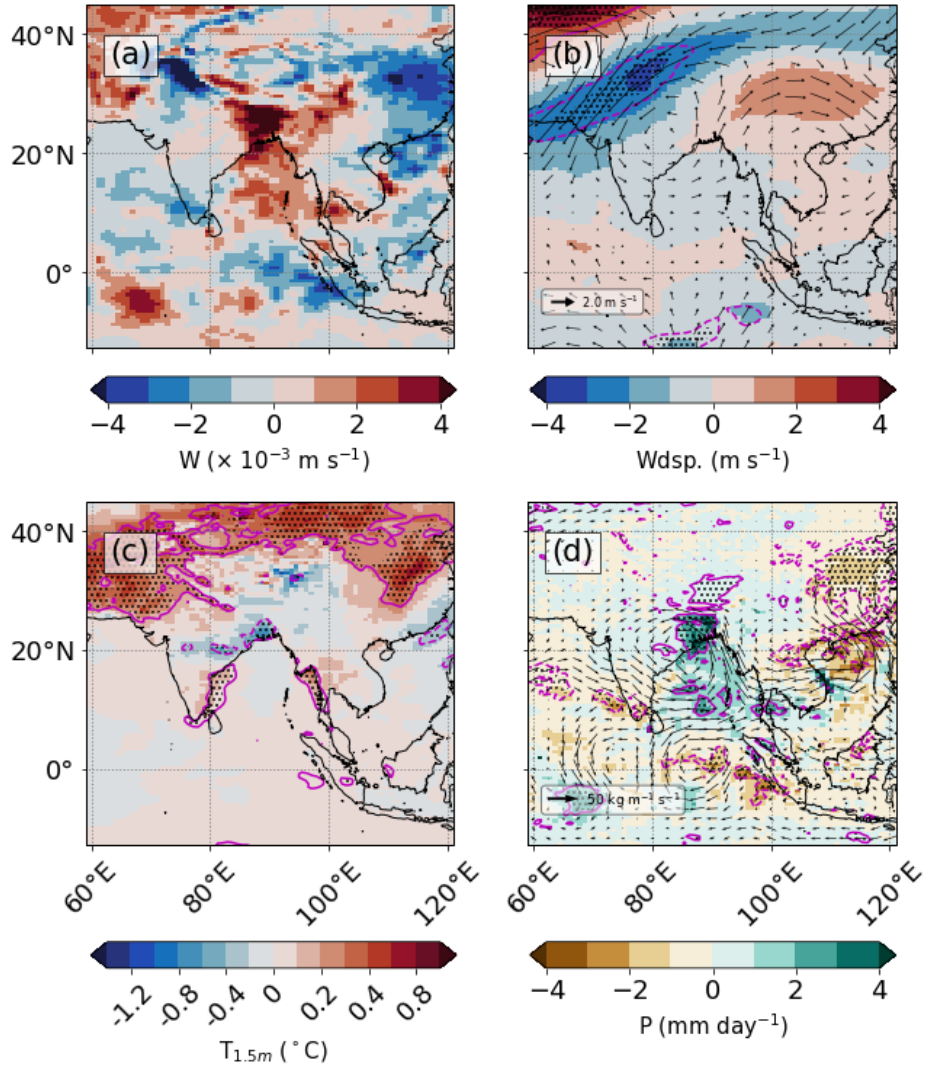 (a)
(b)
40°N
20°N
0°
2.0 m s⁻¹
−4 −2 0 2 4
W (× 10⁻³ m s⁻¹)
−4 −2 0 2 4
Wdsp. (m s⁻¹)
(c)
(d)
40°N
20°N
0°
50 kg m⁻¹ s⁻¹
60°E 80°E 100°E 120°E
60°E 80°E 100°E 120°E
-1.2 -0.8 -0.4 0 0.2 0.4 0.8
T₁.₅ₘ (°C)
−4 −2 0 2 4
P (mm day⁻¹)